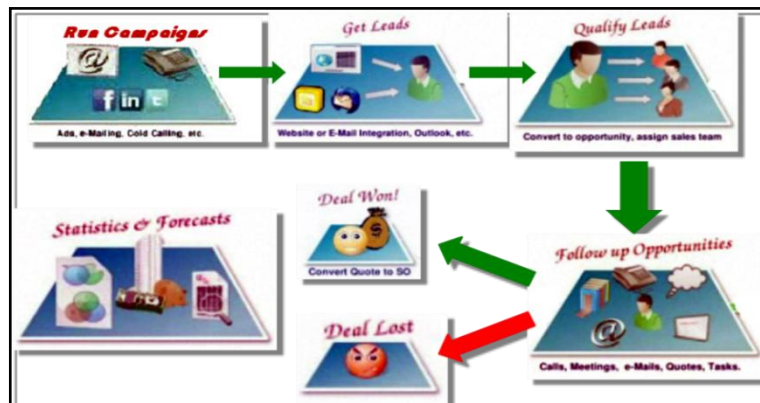 Run Campaigns
@
f in t
Ads, e-Mailing, Cold Calling, etc.
Get Leads
Website or E-Mail Integration, Outlook, etc.
Qualify Leads
Convert to opportunity, assign sales team
Statistics & Forecasts
Deal Won!
$
Convert Quote to SO
Deal Lost
Follow up Opportunities
@
Calls, Meetings, e-Mails, Quotes, Tasks.